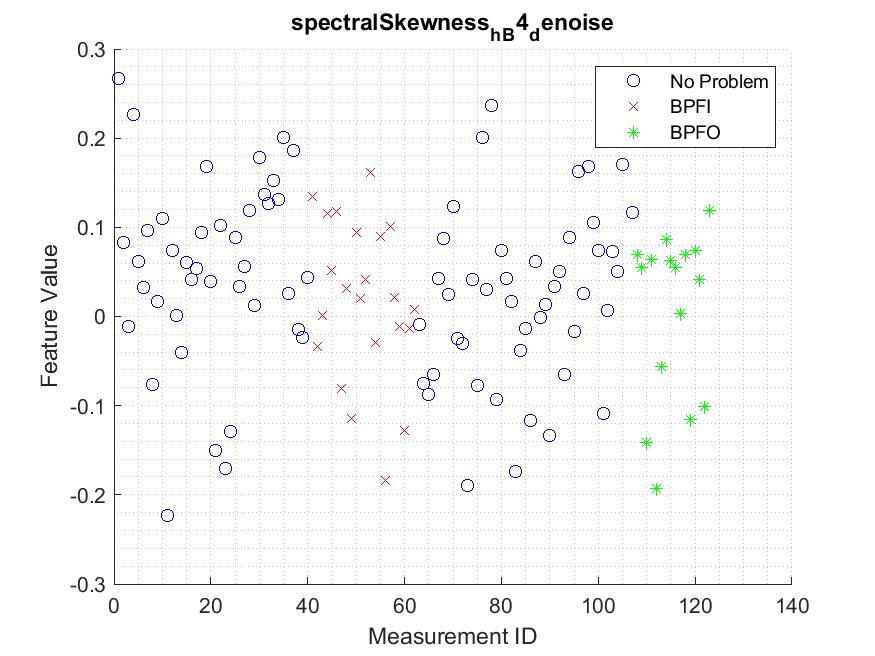 spectralSkewness_hB4_denoise
No Problem
BPFI
BPFO
0.3
0.2
0.1
0
-0.1
-0.2
-0.3
Feature Value
0 20 40 60 80 100 120 140
Measurement ID